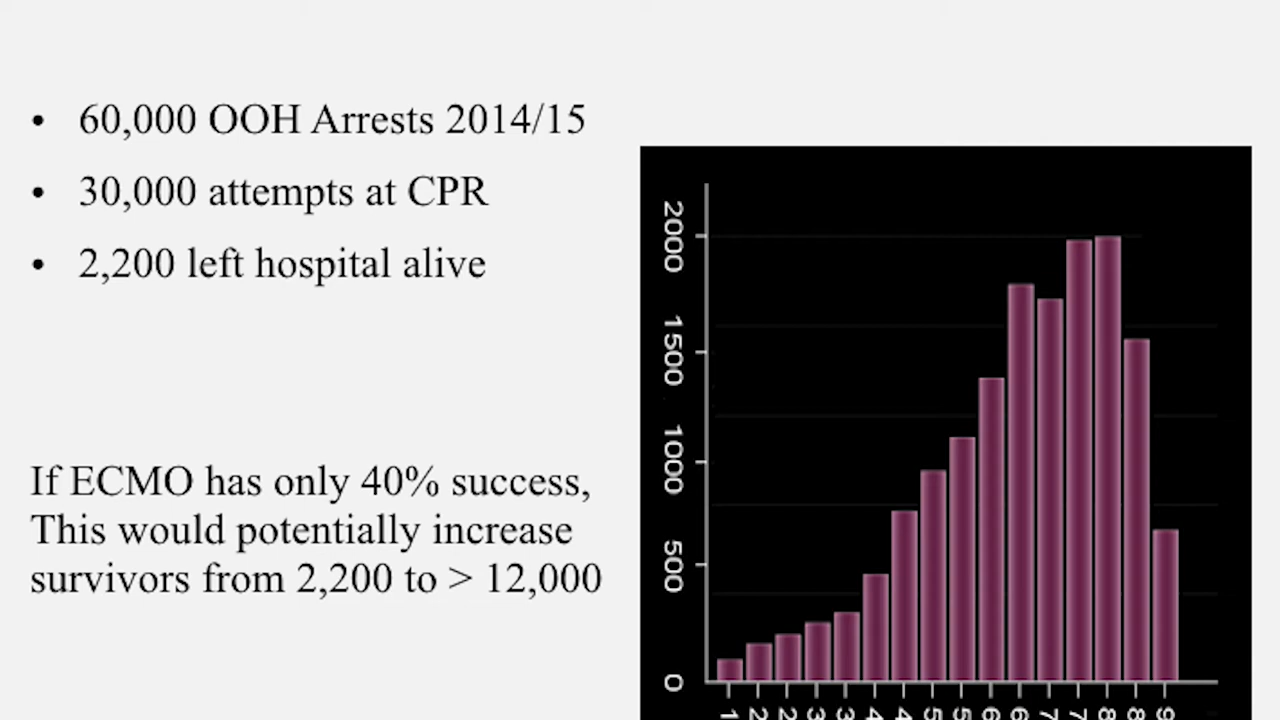 • 60,000 OOH Arrests 2014/15
• 30,000 attempts at CPR
• 2,200 left hospital alive
If ECMO has only 40% success,
This would potentially increase
survivors from 2,200 to > 12,000
2000
1500
1000
500
0